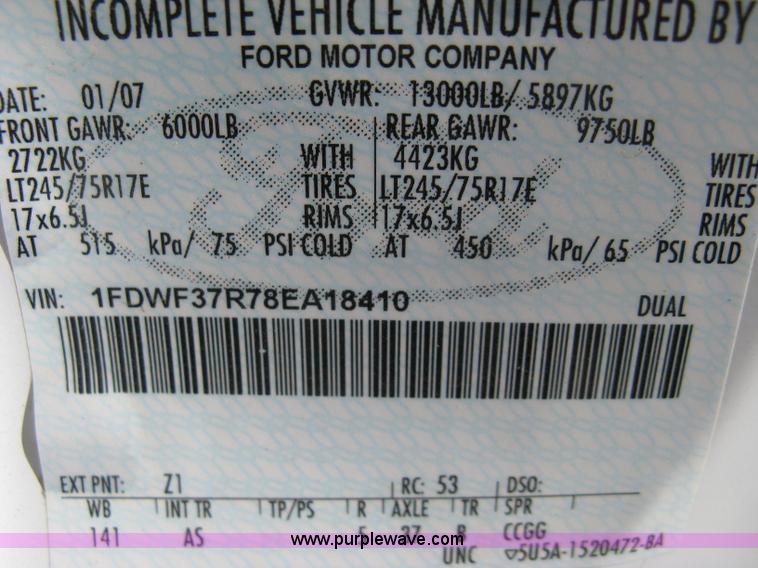 INCOMPLETE VEHICLE MANUFACTURED BY
FORD MOTOR COMPANY
DATE: 01/07 GVWR: 13000LB/ 5897KG
FRONT GAWR: 6000LB REAR GAWR: 9750LB
2722KG WITH 4423KG WITH
LT245/75R17E TIRES LT245/75R17E TIRES
17x6.5J RIMS 17x6.5J RIMS
AT 515 kPa/ 75 PSI COLD AT 450 kPa/ 65 PSI COLD
VIN: 1FDWF37R78EA18410 DUAL
EXT PNT: Z1 RC: 53 DSO:
WB INT TR TP/PS R AXLE TR SPR
141 AS 5 37 B CCGG
UNC 5U5A-1520472-BA
www.purplewave.com